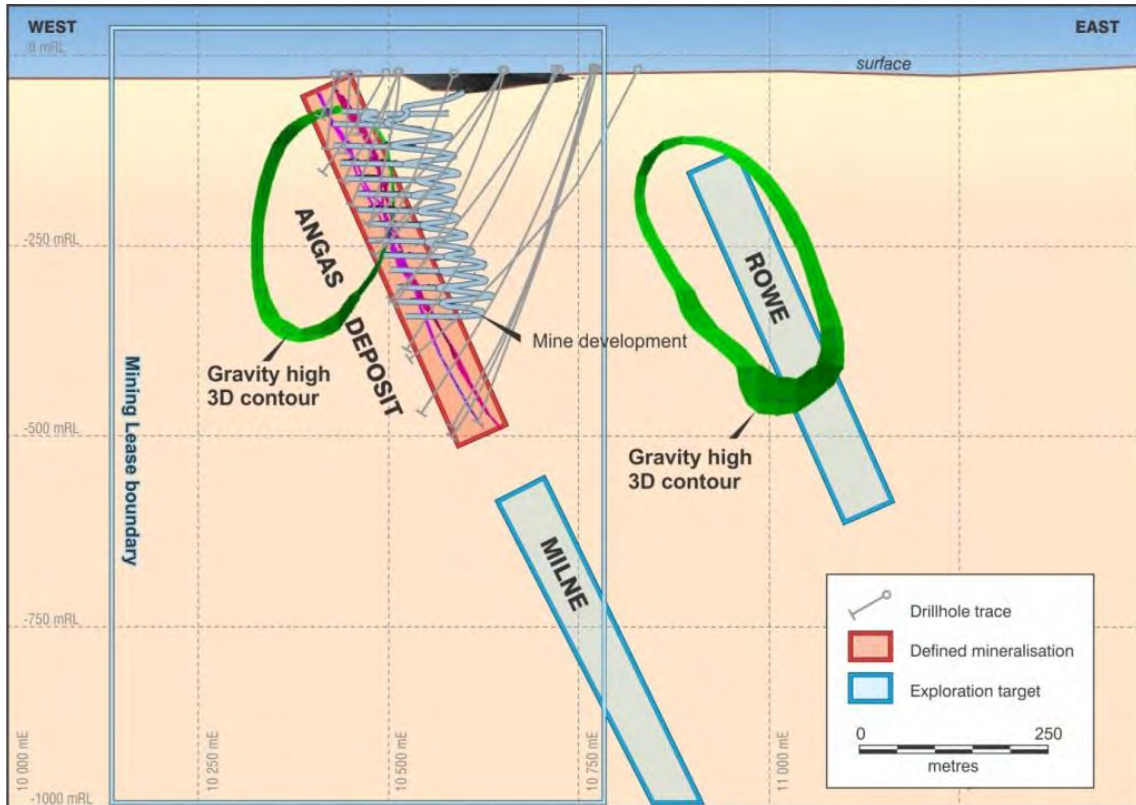 WEST
EAST
0 mRL
surface
-250 mRL
ANGAS DEPOSIT
ROWE
Mine development
Mining Lease boundary
Gravity high
3D contour
-500 mRL
Gravity high
3D contour
MILNE
-750 mRL
Drillhole trace
Defined mineralisation
Exploration target
0 250
metres
10 000 mE
10 250 mE
10 500 mE
10 750 mE
11 000 mE
-1000 mRL